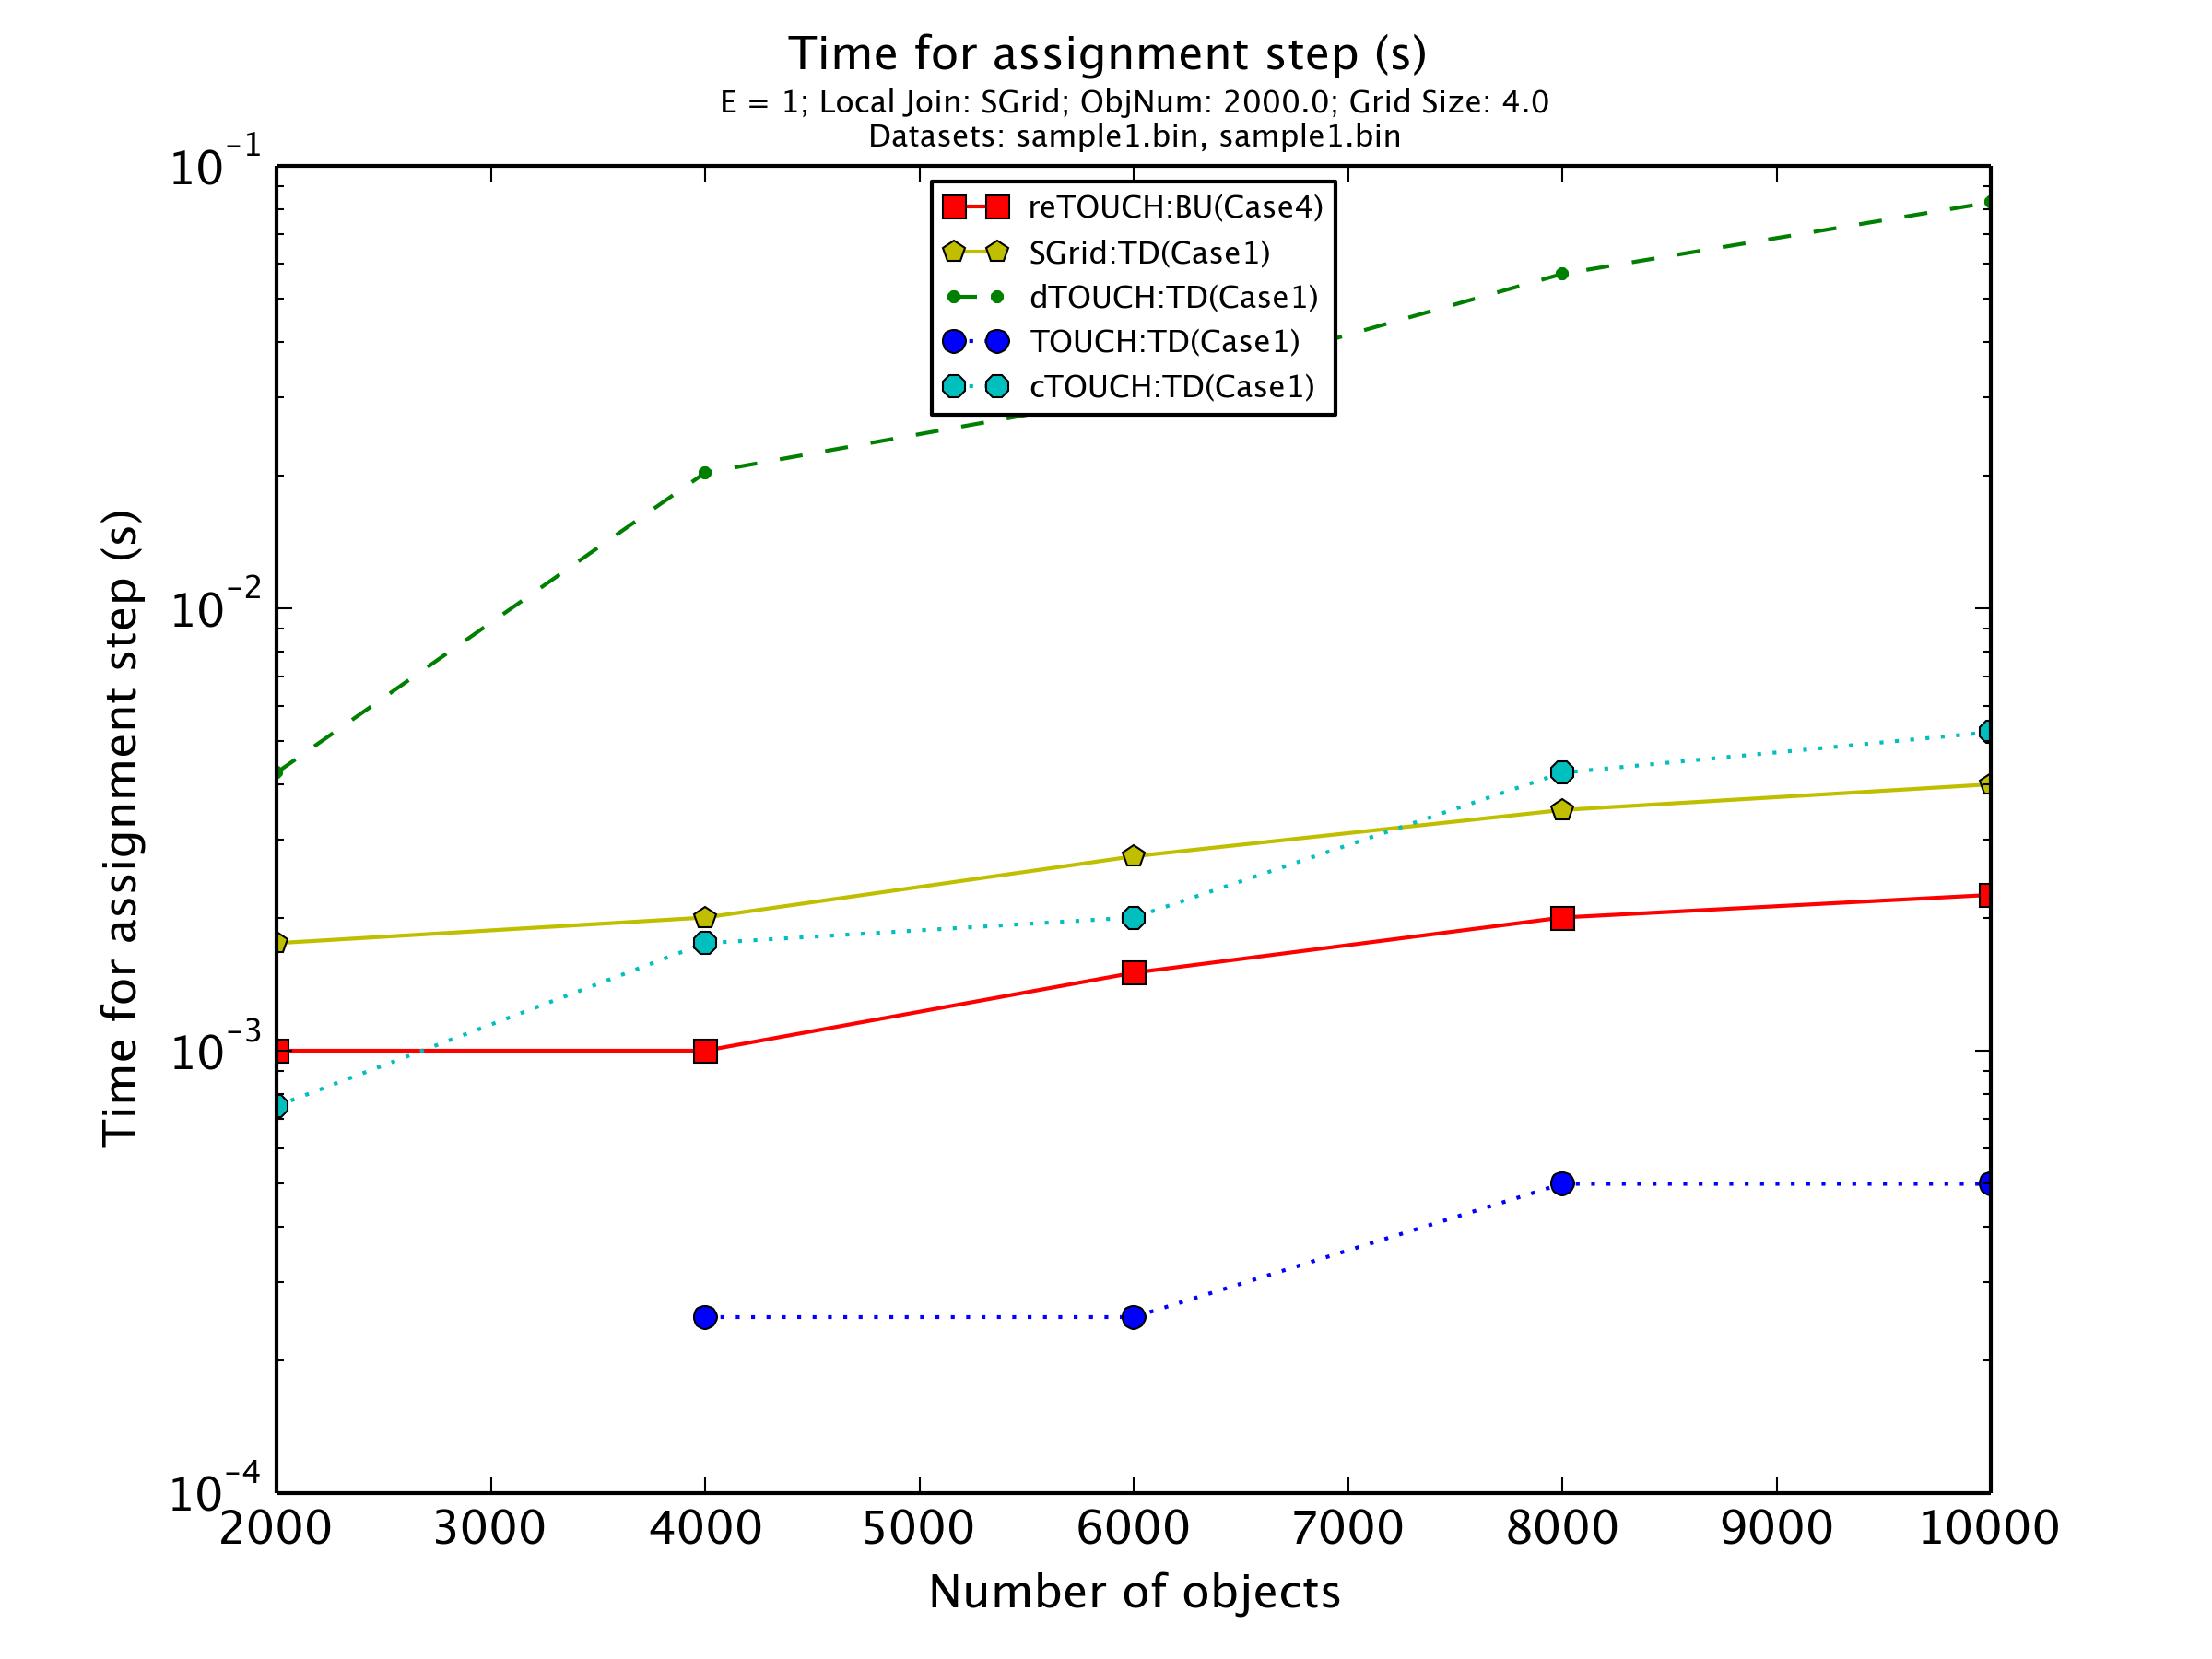 Time for assignment step (s)
E = 1; Local Join: SGrid; ObjNum: 2000.0; Grid Size: 4.0
Datasets: sample1.bin, sample1.bin
10^-1
10^-2
10^-3
10^-4
Time for assignment step (s)
reTOUCH:BU(Case4)
SGrid:TD(Case1)
dTOUCH:TD(Case1)
TOUCH:TD(Case1)
cTOUCH:TD(Case1)
2000 3000 4000 5000 6000 7000 8000 9000 10000
Number of objects